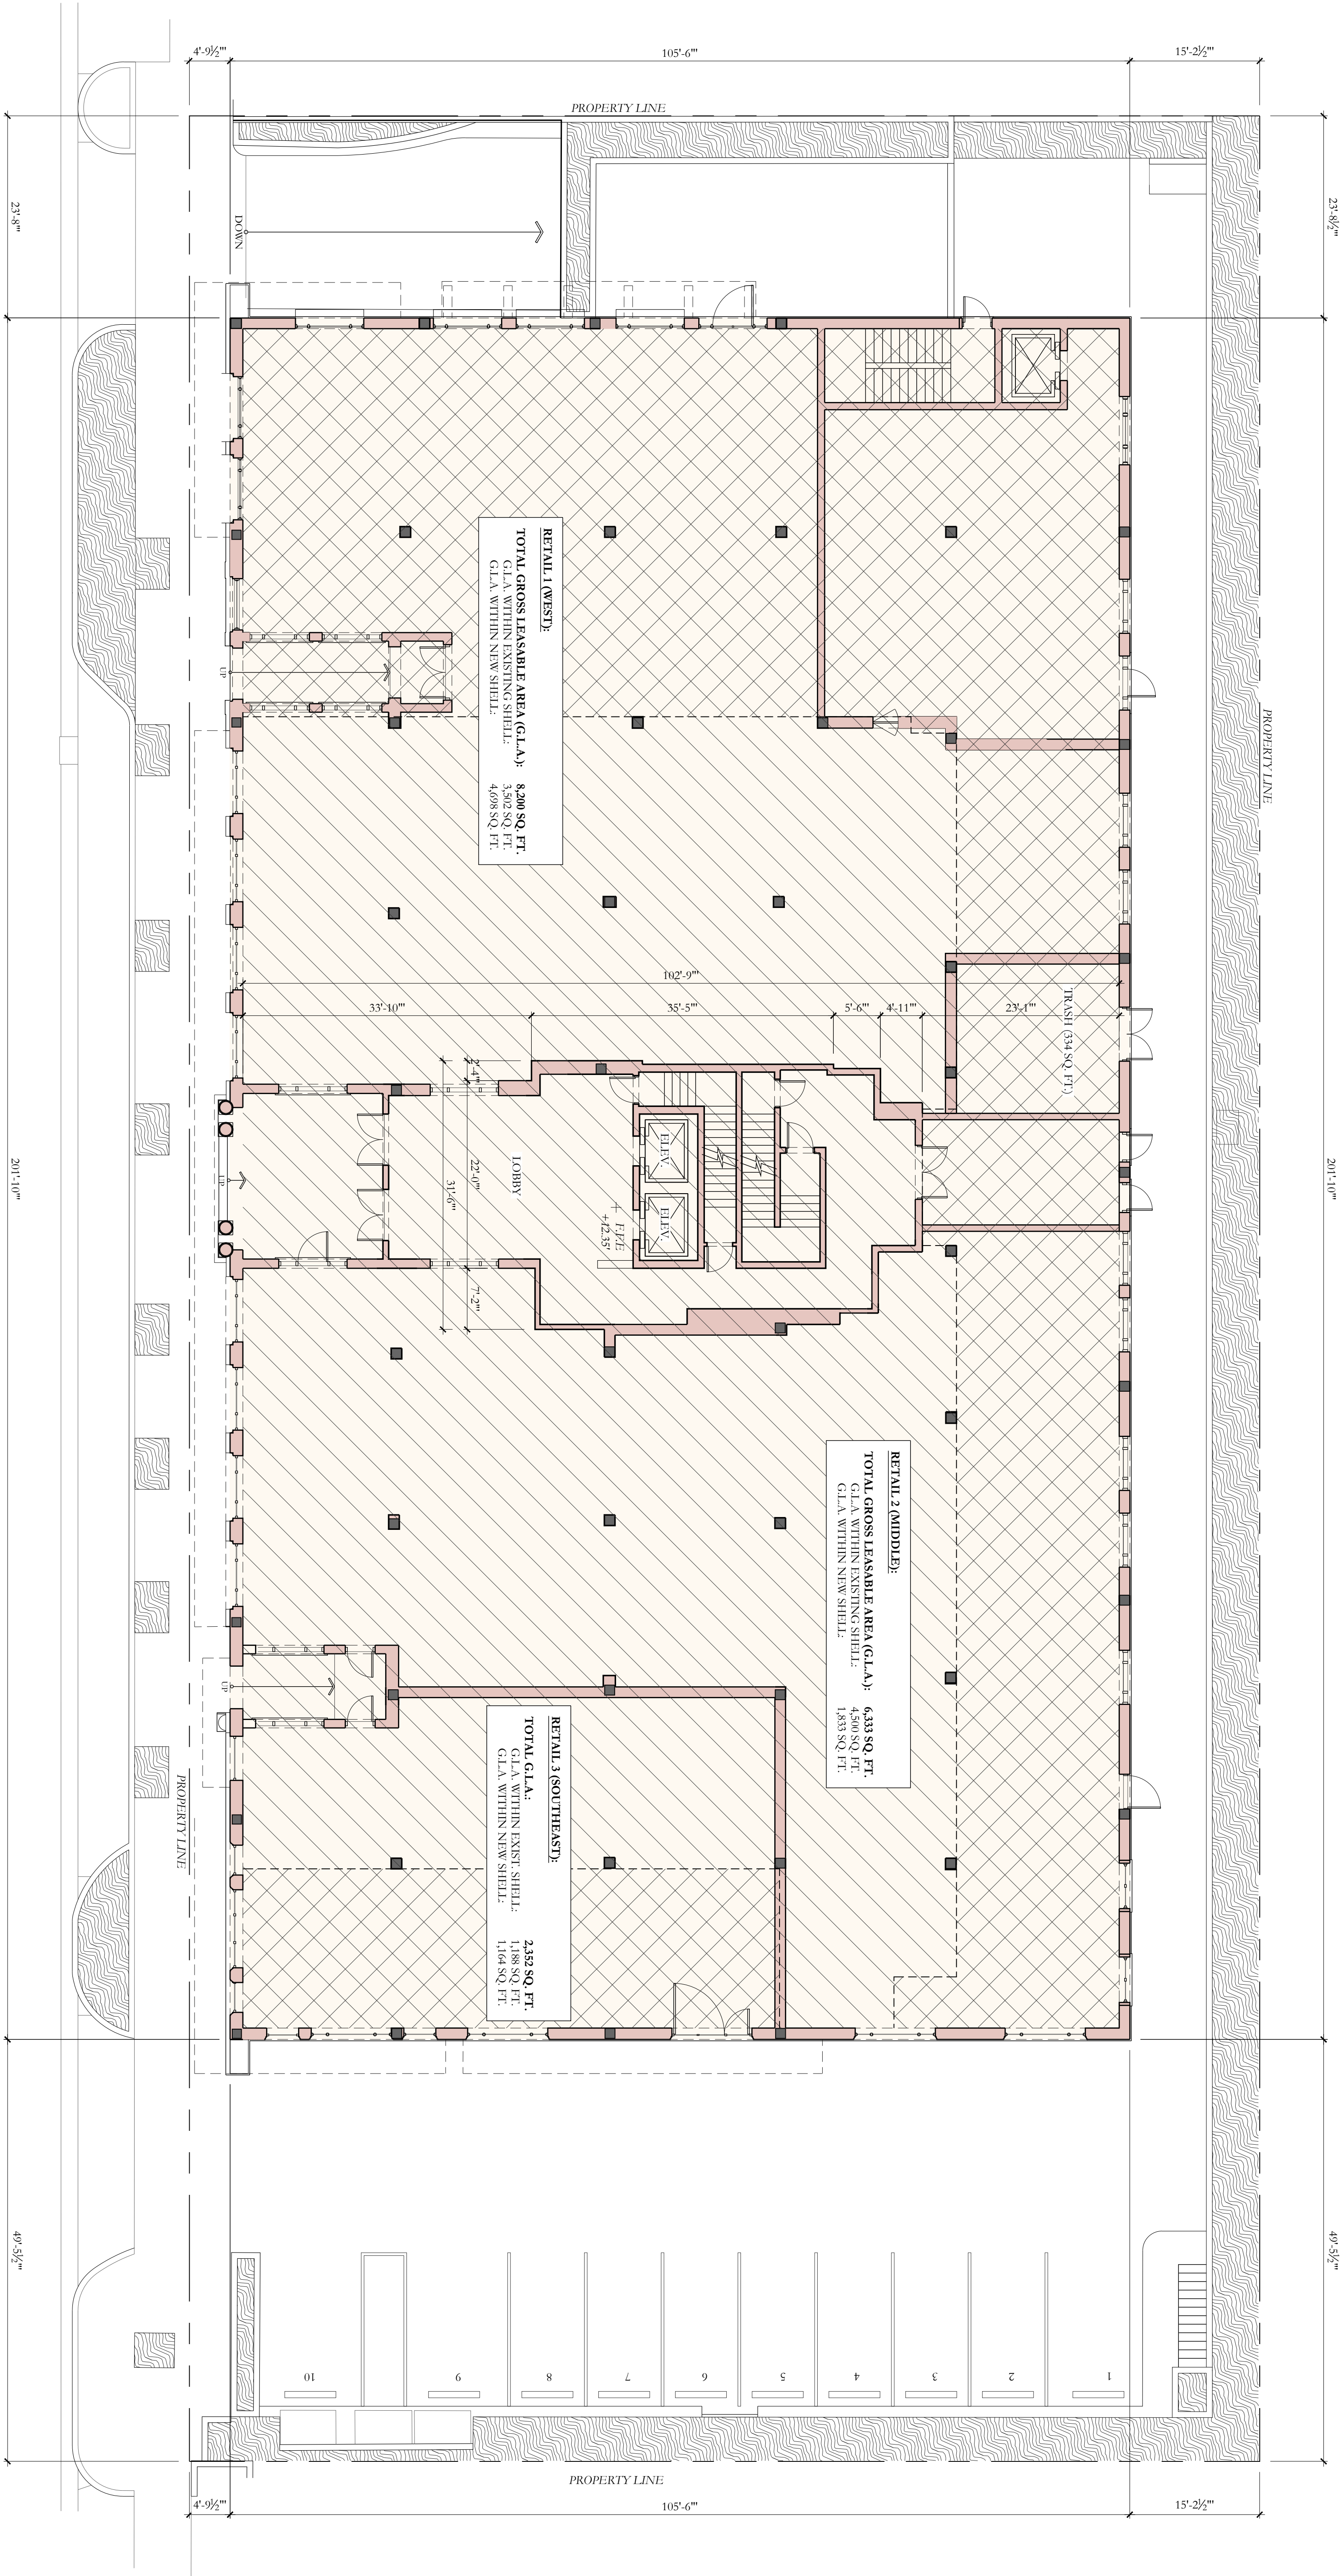 4'-9½"'
105'-6"'
15'-2½"'
PROPERTY LINE
23'-8"'
23'-8½"'
DOWN
RETAIL 1 (WEST):
TOTAL GROSS LEASABLE AREA (G.L.A.): 8,200 SQ. FT.
G.L.A. WITHIN EXISTING SHELL: 3,502 SQ. FT.
G.L.A. WITHIN NEW SHELL: 4,698 SQ. FT.
UP
PROPERTY LINE
102'-9"'
33'-10"'
35'-5"'
5'-6"'
4'-11"'
23'-1"'
TRASH (334 SQ. FT.)
2'-4"'
22'-0"'
31'-6"'
7'-2"'
LOBBY
ELEV.
ELEV.
F.F.E
+12.35'
UP
201'-10"'
201'-10"'
RETAIL 2 (MIDDLE):
TOTAL GROSS LEASABLE AREA (G.L.A.): 6,333 SQ. FT.
G.L.A. WITHIN EXISTING SHELL: 4,500 SQ. FT.
G.L.A. WITHIN NEW SHELL: 1,833 SQ. FT.
UP
RETAIL 3 (SOUTHEAST):
TOTAL G.L.A.: 2,352 SQ. FT.
G.L.A. WITHIN EXIST. SHELL: 1,188 SQ. FT.
G.L.A. WITHIN NEW SHELL: 1,164 SQ. FT.
PROPERTY LINE
49'-5½"'
49'-5½"'
10
9
8
7
6
5
4
3
2
1
PROPERTY LINE
4'-9½"'
105'-6"'
15'-2½"'